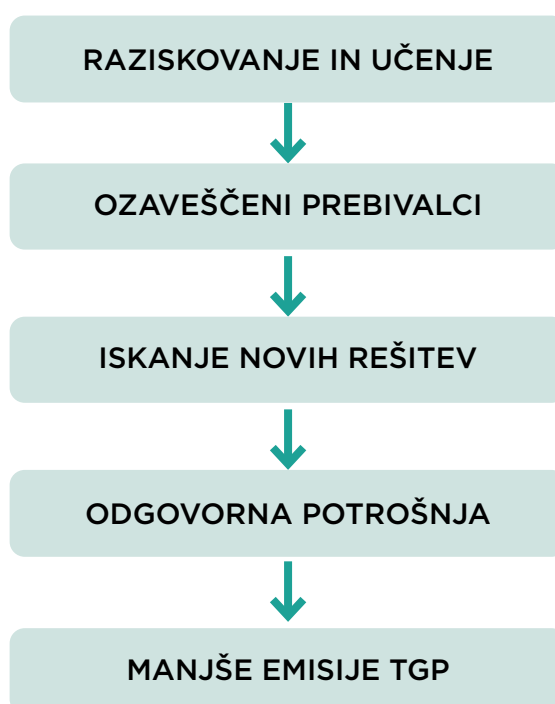 RAZISKOVANJE IN UČENJE
OZAVEŠČENI PREBIVALCI
ISKANJE NOVIH REŠITEV
ODGOVORNA POTROŠNJA
MANJŠE EMISIJE TGP